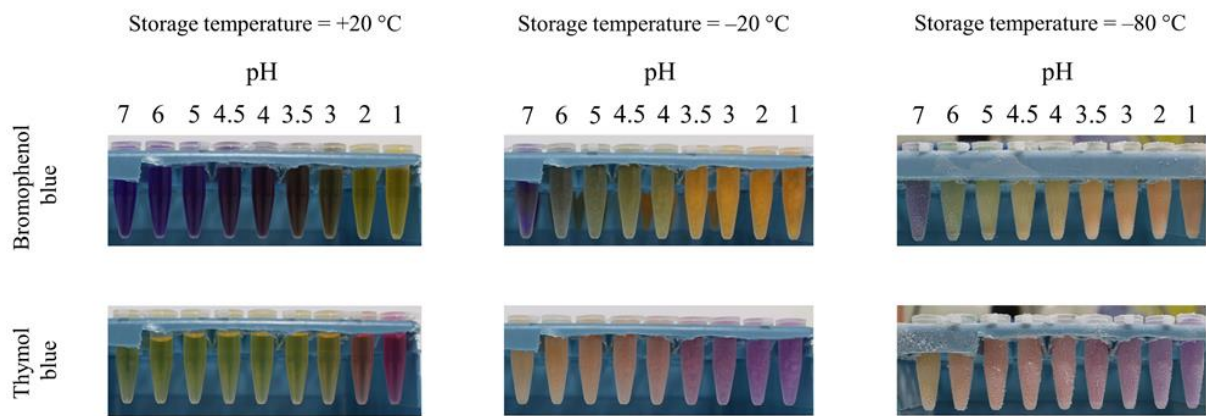 Storage temperature = +20 °C
Storage temperature = –20 °C
Storage temperature = –80 °C
pH
pH
pH
7 6 5 4.5 4 3.5 3 2 1
7 6 5 4.5 4 3.5 3 2 1
7 6 5 4.5 4 3.5 3 2 1
Bromophenol
blue
Thymol
blue